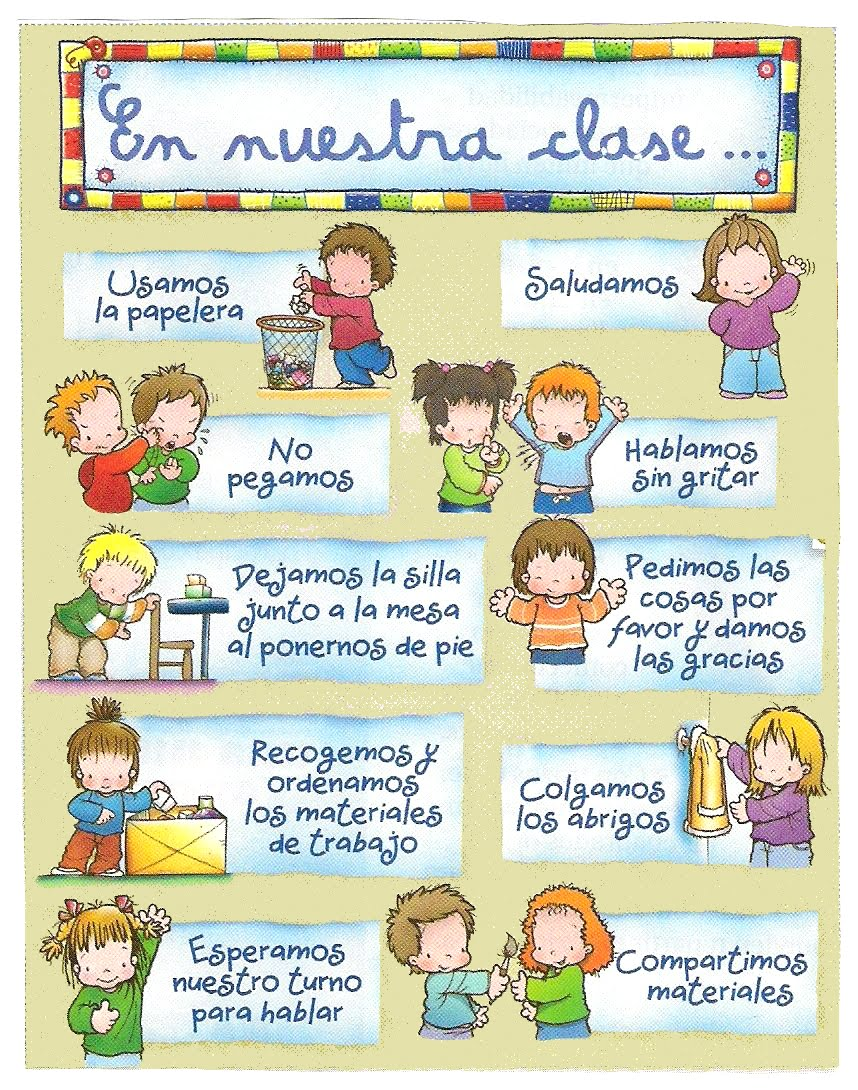 En nuestra clase...
Usamos
la papelera
Saludamos
No
pegamos
Hablamos
sin gritar
Dejamos la silla
junto a la mesa
al ponernos de pie
Pedimos las
cosas por
favor y damos
las gracias
Recogemos y
ordenamos
los materiales
de trabajo
Colgamos
los abrigos
Esperamos
nuestro turno
para hablar
Compartimos
materiales